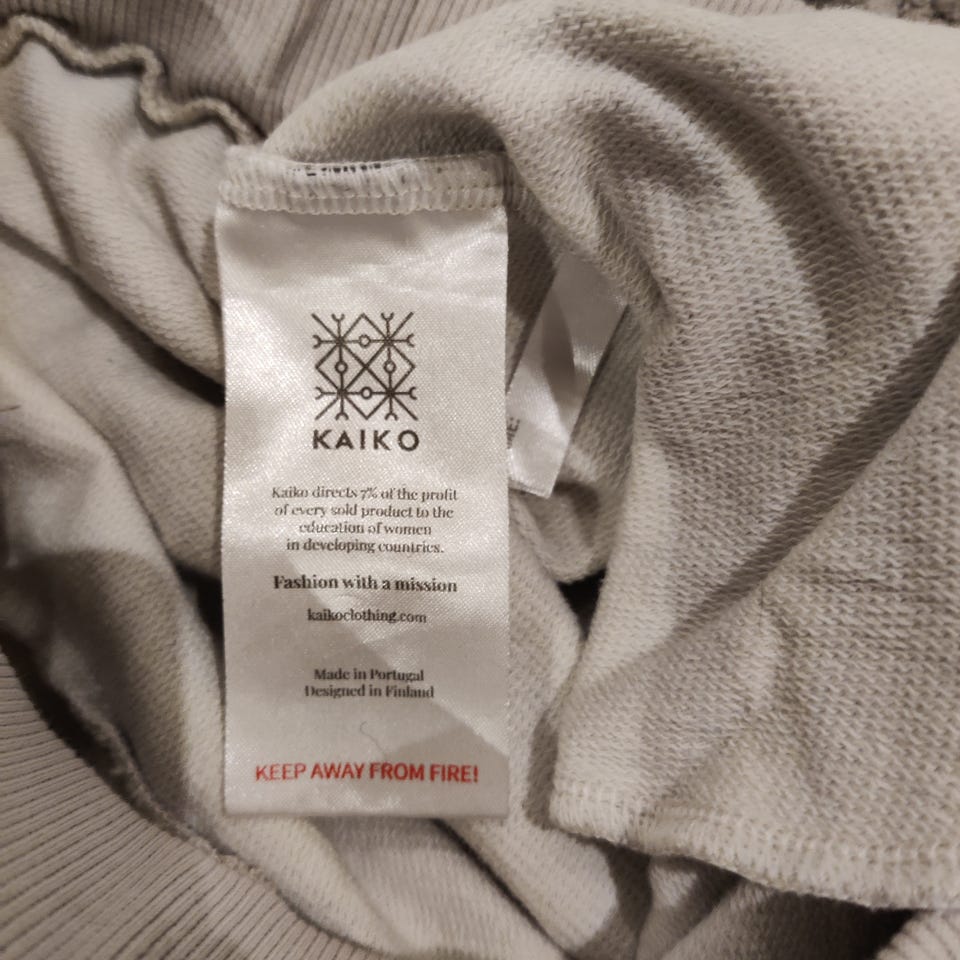 KAIKO
Kaiko directs 7% of the profit
of every sold product to the
education of women
in developing countries.
Fashion with a mission
kaikoclothing.com
Made in Portugal
Designed in Finland
KEEP AWAY FROM FIRE!